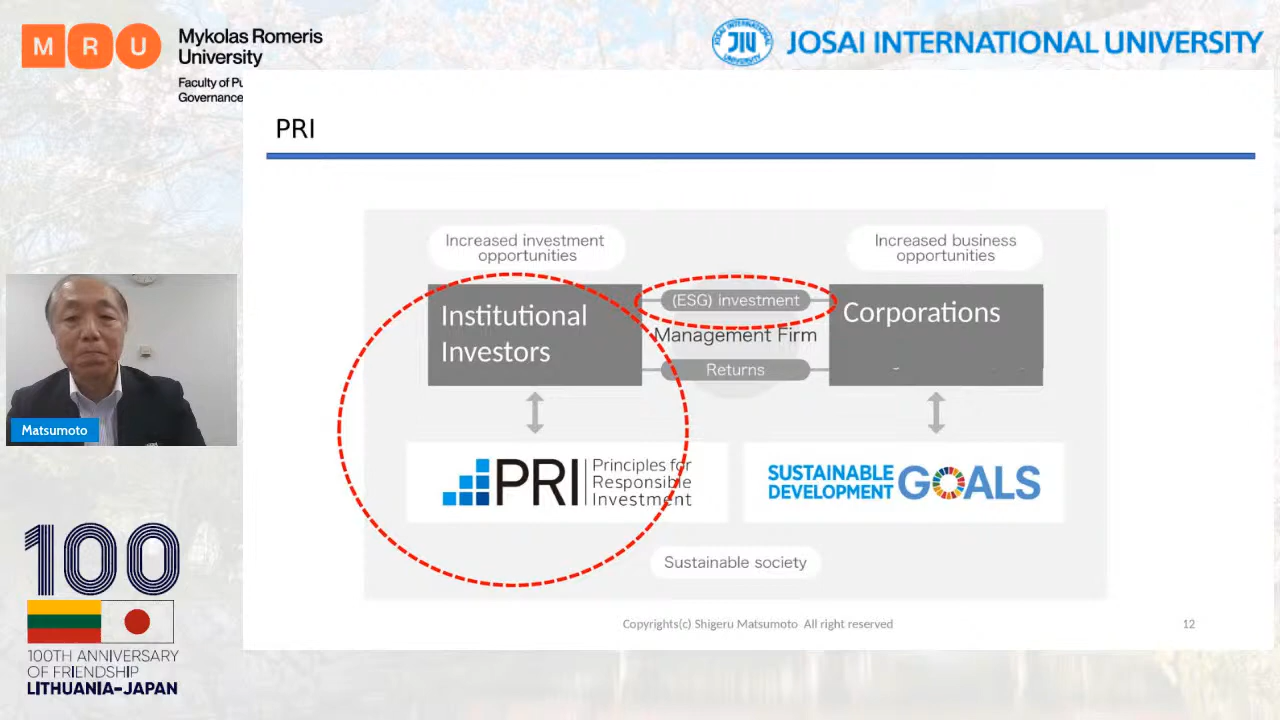 MRU
Mykolas Romeris
University
Faculty of Pu
Governance
JIU
JOSAI INTERNATIONAL UNIVERSITY
PRI
Increased investment
opportunities
Increased business
opportunities
Institutional
Investors
(ESG) investment
Management Firm
Returns
Corporations
PRI
Principles for
Responsible
Investment
SUSTAINABLE
DEVELOPMENT
GOALS
Sustainable society
Matsumoto
100
100TH ANNIVERSARY
OF FRIENDSHIP
LITHUANIA–JAPAN
Copyrights(c) Shigeru Matsumoto All right reserved
12